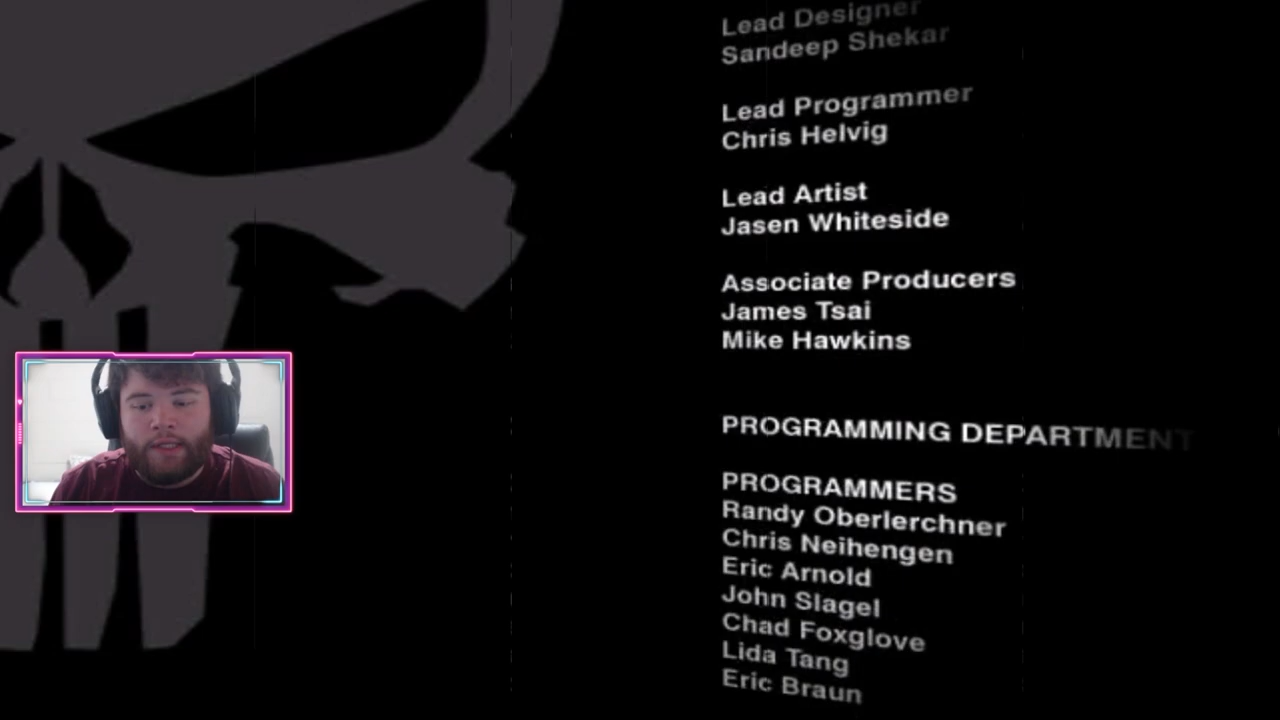 Lead Designer
Sandeep Shekar
Lead Programmer
Chris Helvig
Lead Artist
Jasen Whiteside
Associate Producers
James Tsai
Mike Hawkins
PROGRAMMING DEPARTMENT
PROGRAMMERS
Randy Oberlerchner
Chris Neihengen
Eric Arnold
John Slagel
Chad Foxglove
Lida Tang
Eric Braun